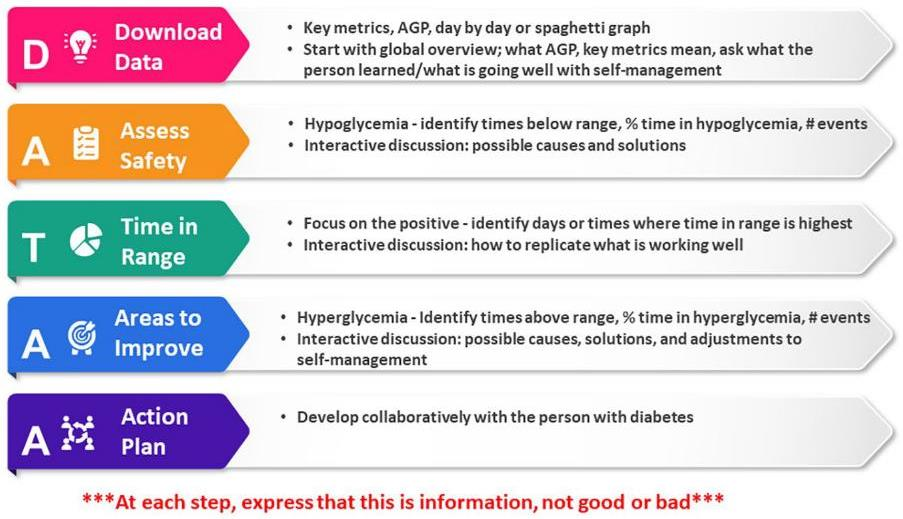 D
Download
Data
• Key metrics, AGP, day by day or spaghetti graph
• Start with global overview; what AGP, key metrics mean, ask what the
person learned/what is going well with self-management
A
Assess
Safety
• Hypoglycemia - identify times below range, % time in hypoglycemia, # events
• Interactive discussion: possible causes and solutions
T
Time in
Range
• Focus on the positive - identify days or times where time in range is highest
• Interactive discussion: how to replicate what is working well
A
Areas to
Improve
• Hyperglycemia - Identify times above range, % time in hyperglycemia, # events
• Interactive discussion: possible causes, solutions, and adjustments to
self-management
A
Action
Plan
• Develop collaboratively with the person with diabetes
***At each step, express that this is information, not good or bad***